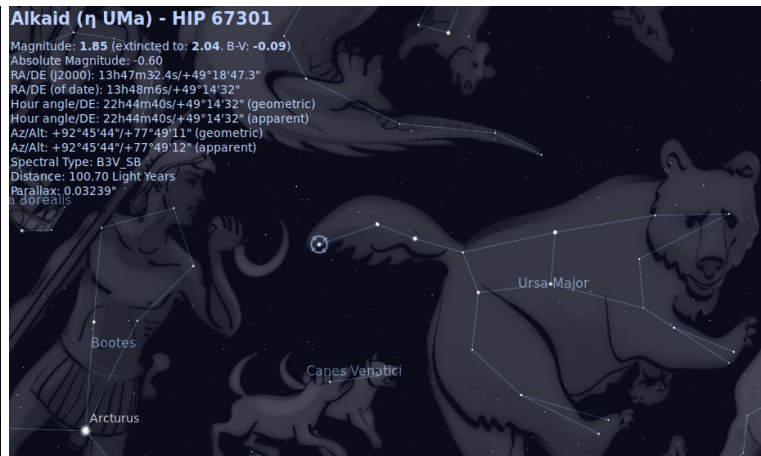 Alkaid (η UMa) - HIP 67301
Magnitude: 1.85 (extincted to: 2.04. B-V: -0.09)
Absolute Magnitude: -0.60
RA/DE (J2000): 13h47m32.4s/+49°18'47.3"
RA/DE (of date): 13h48m6s/+49°14'32"
Hour angle/DE: 22h44m40s/+49°14'32" (geometric)
Hour angle/DE: 22h44m40s/+49°14'32" (apparent)
Az/Alt: +92°45'44"/+77°49'11" (geometric)
Az/Alt: +92°45'44"/+77°49'12" (apparent)
Spectral Type: B3V_SB
Distance: 100.70 Light Years
Parallax: 0.03239"
a Borealis
Ursa Major
Bootes
Canes Venatici
Arcturus